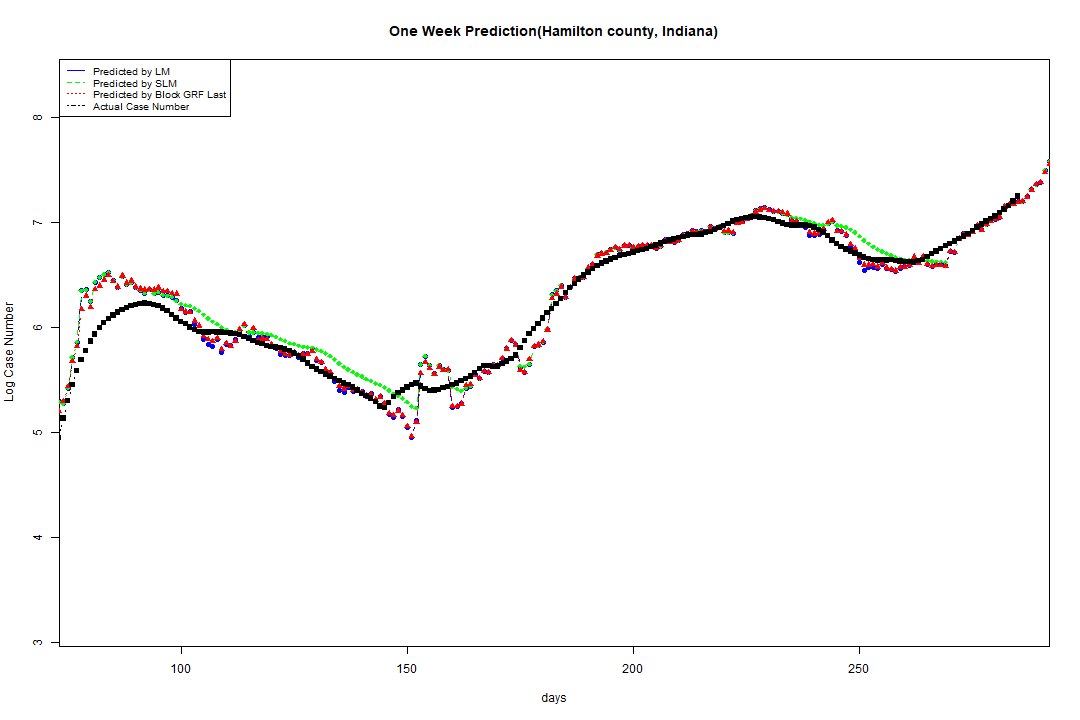 One Week Prediction(Hamilton county, Indiana)
Predicted by LM
Predicted by SLM
Predicted by Block GRF Last
Actual Case Number
8
7
6
5
4
3
Log Case Number
100 150 200 250
days